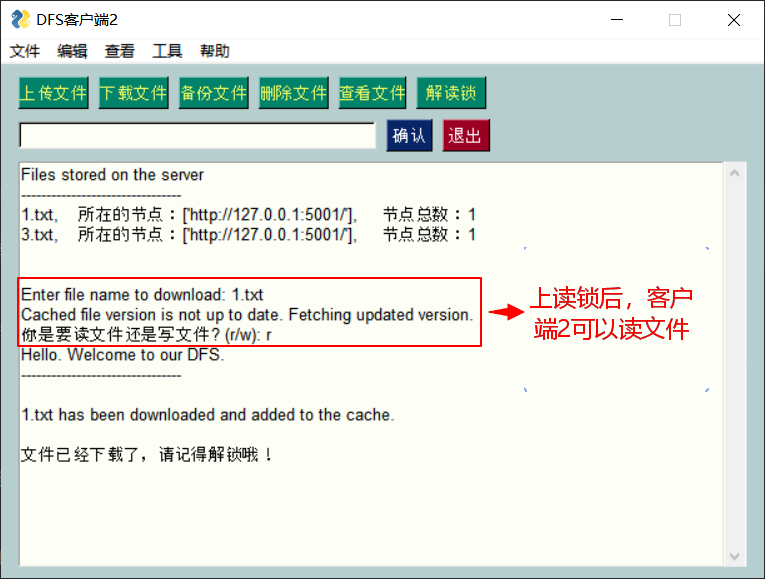 DFS客户端2
文件 编辑 查看 工具 帮助
上传文件 下载文件 备份文件 删除文件 查看文件 解读锁
确认 退出
Files stored on the server
--------------------------------
1.txt, 所在的节点：['http://127.0.0.1:5001/'], 节点总数：1
3.txt, 所在的节点：['http://127.0.0.1:5001/'], 节点总数：1
Enter file name to download: 1.txt
Cached file version is not up to date. Fetching updated version.
你是要读文件还是写文件? (r/w): r
Hello. Welcome to our DFS.
--------------------------------
1.txt has been downloaded and added to the cache.
文件已经下载了，请记得解锁哦！
上读锁后，客户
端2可以读文件